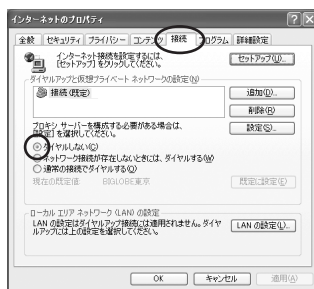 インターネットのプロパティ
全般 セキュリティ プライバシー コンテンツ 接続 プログラム 詳細設定
インターネット接続を設定するには、
[セットアップ] をクリックしてください。
セットアップ(U)...
ダイヤルアップと仮想プライベート ネットワークの設定(N)
接続 (既定)
追加(D)...
削除(R)
プロキシ サーバーを構成する必要がある場合は、
[設定] を選択してください。
設定(S)...
ダイヤルしない(C)
ネットワーク接続が存在しないときには、ダイヤルする(W)
通常の接続でダイヤルする(O)
現在の既定値: BIGLOBE東京
既定に設定(E)
ローカル エリア ネットワーク (LAN) の設定
LAN の設定はダイヤルアップ接続には適用されません。ダイヤ
ルアップには上の設定を選択してください。
LAN の設定(L)...
OK キャンセル 適用(A)